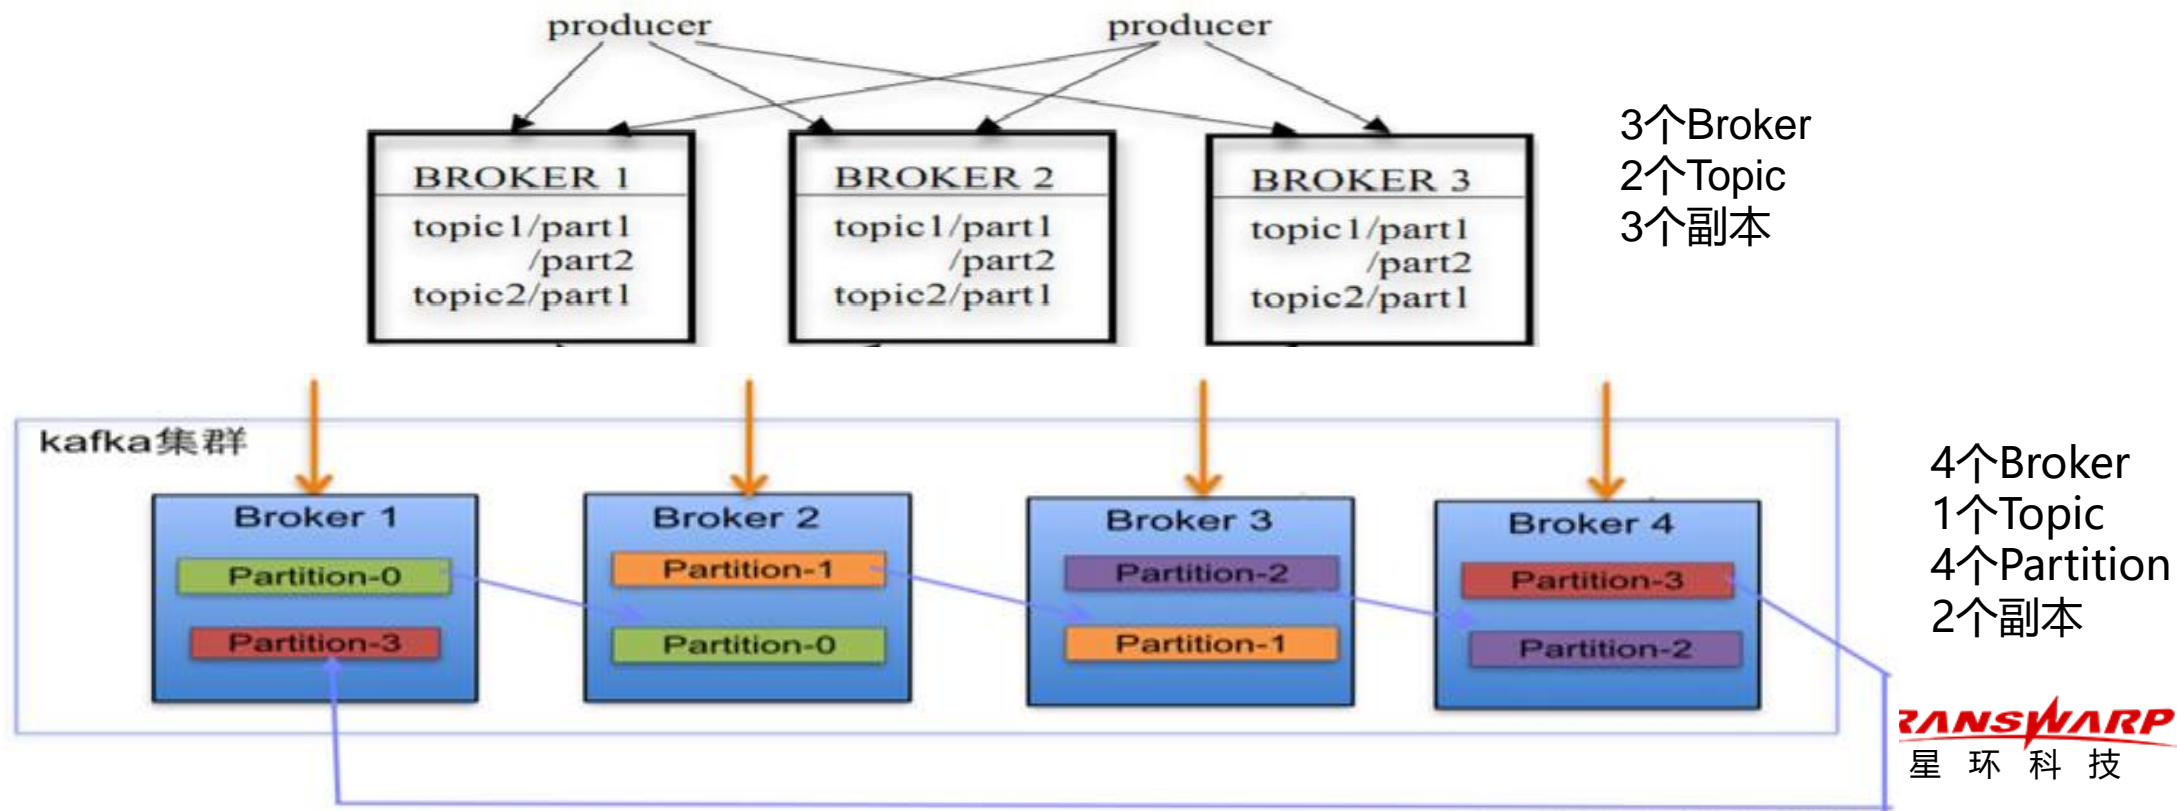 producer producer
BROKER 1 BROKER 2 BROKER 3
topic1/part1 topic1/part1 topic1/part1
/part2 /part2 /part2
topic2/part1 topic2/part1 topic2/part1
3个Broker
2个Topic
3个副本
kafka集群
Broker 1 Broker 2 Broker 3 Broker 4
Partition-0 Partition-1 Partition-2 Partition-3
Partition-3 Partition-0 Partition-1 Partition-2
4个Broker
1个Topic
4个Partition
2个副本
RANSWARP
星环科技